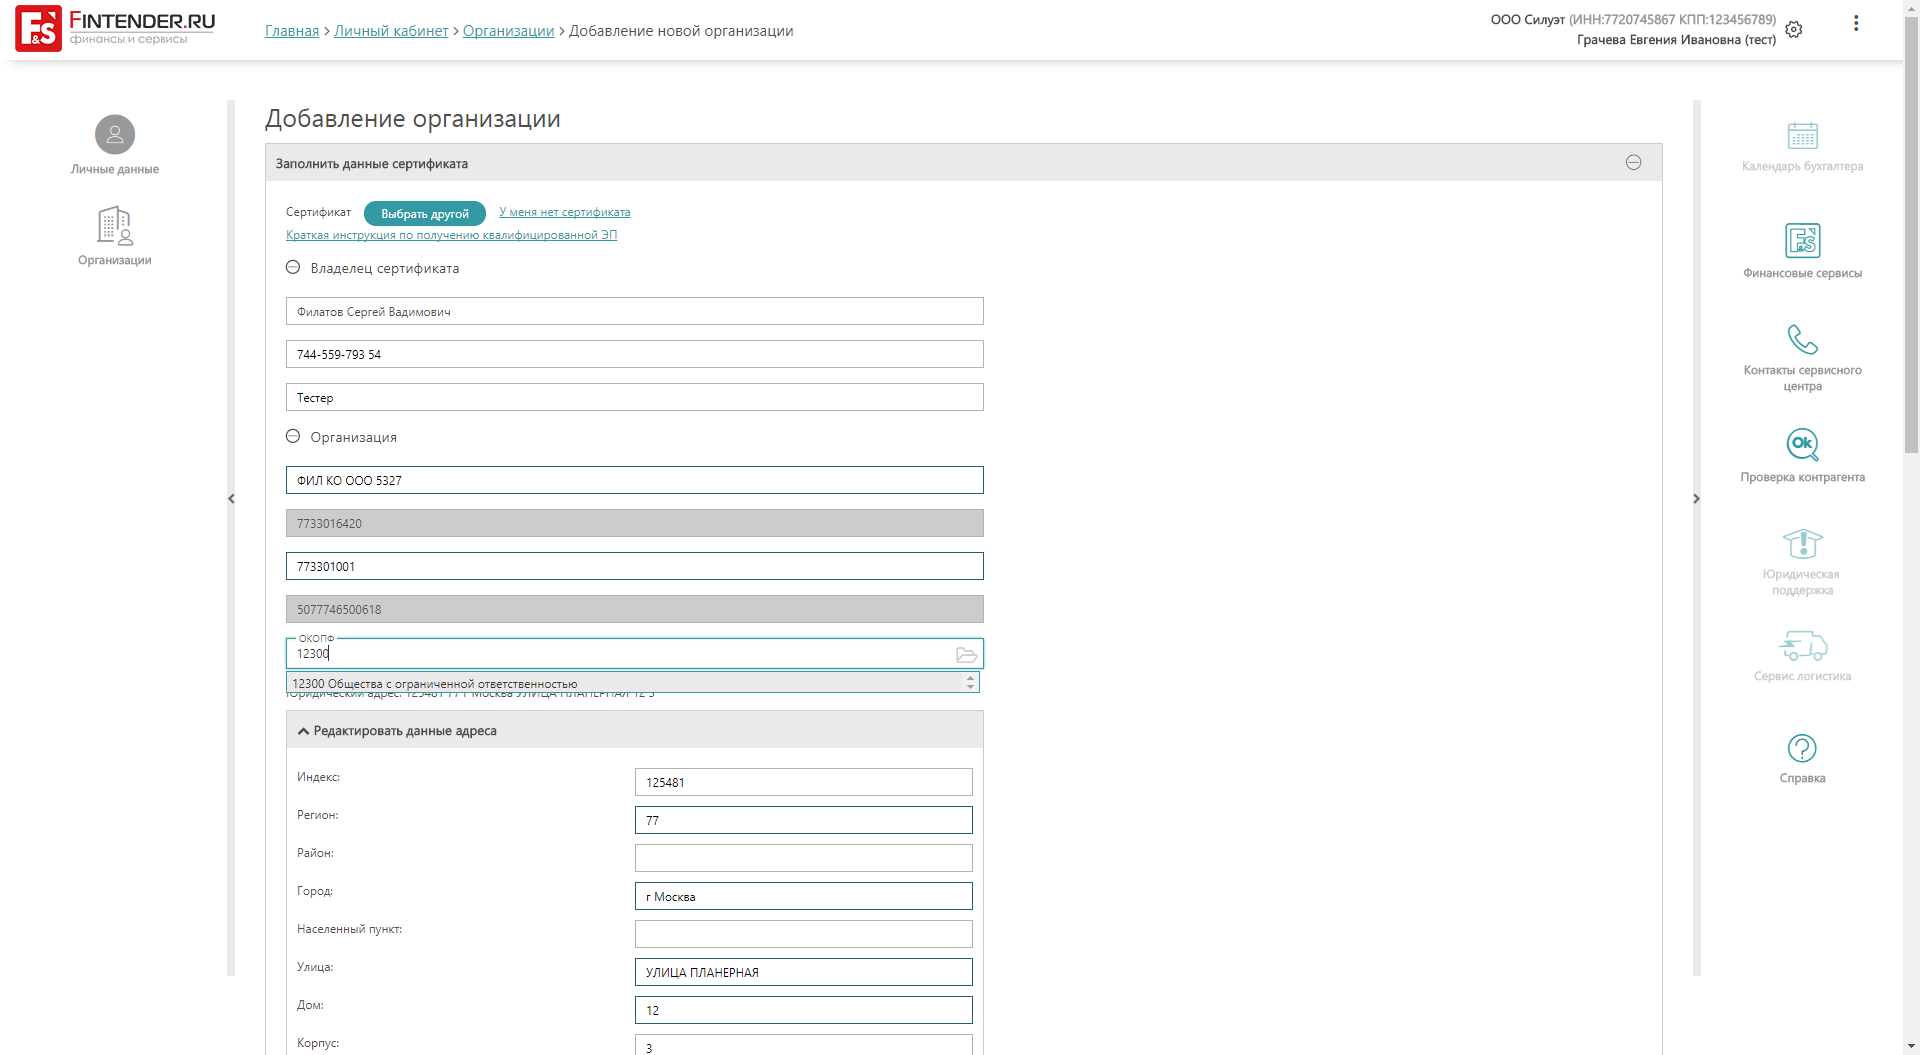 FINTENDER.RU
финансы и сервисы
Главная > Личный кабинет > Организации > Добавление новой организации
ООО Силуэт (ИНН:7720745867 КПП:123456789)
Грачева Евгения Ивановна (тест)
Личные данные
Организации
Добавление организации
Заполнить данные сертификата
Сертификат Выбрать другой У меня нет сертификата
Краткая инструкция по получению квалифицированной ЭП
Владелец сертификата
Филатов Сергей Вадимович
744-559-793 54
Тестер
Организация
ФИЛ КО ООО 5327
7733016420
773301001
5077746500618
ОКОПФ
12300
12300 Общества с ограниченной ответственностью
Юридический адрес: 125481 77 г Москва УЛИЦА ПЛАНЕРНАЯ 12 3
Редактировать данные адреса
Индекс: 125481
Регион: 77
Район:
Город: г Москва
Населенный пункт:
Улица: УЛИЦА ПЛАНЕРНАЯ
Дом: 12
Корпус: 3
Календарь бухгалтера
F&S
Финансовые сервисы
Контакты сервисного
центра
Ok
Проверка контрагента
Юридическая
поддержка
Сервис логистика
Справка